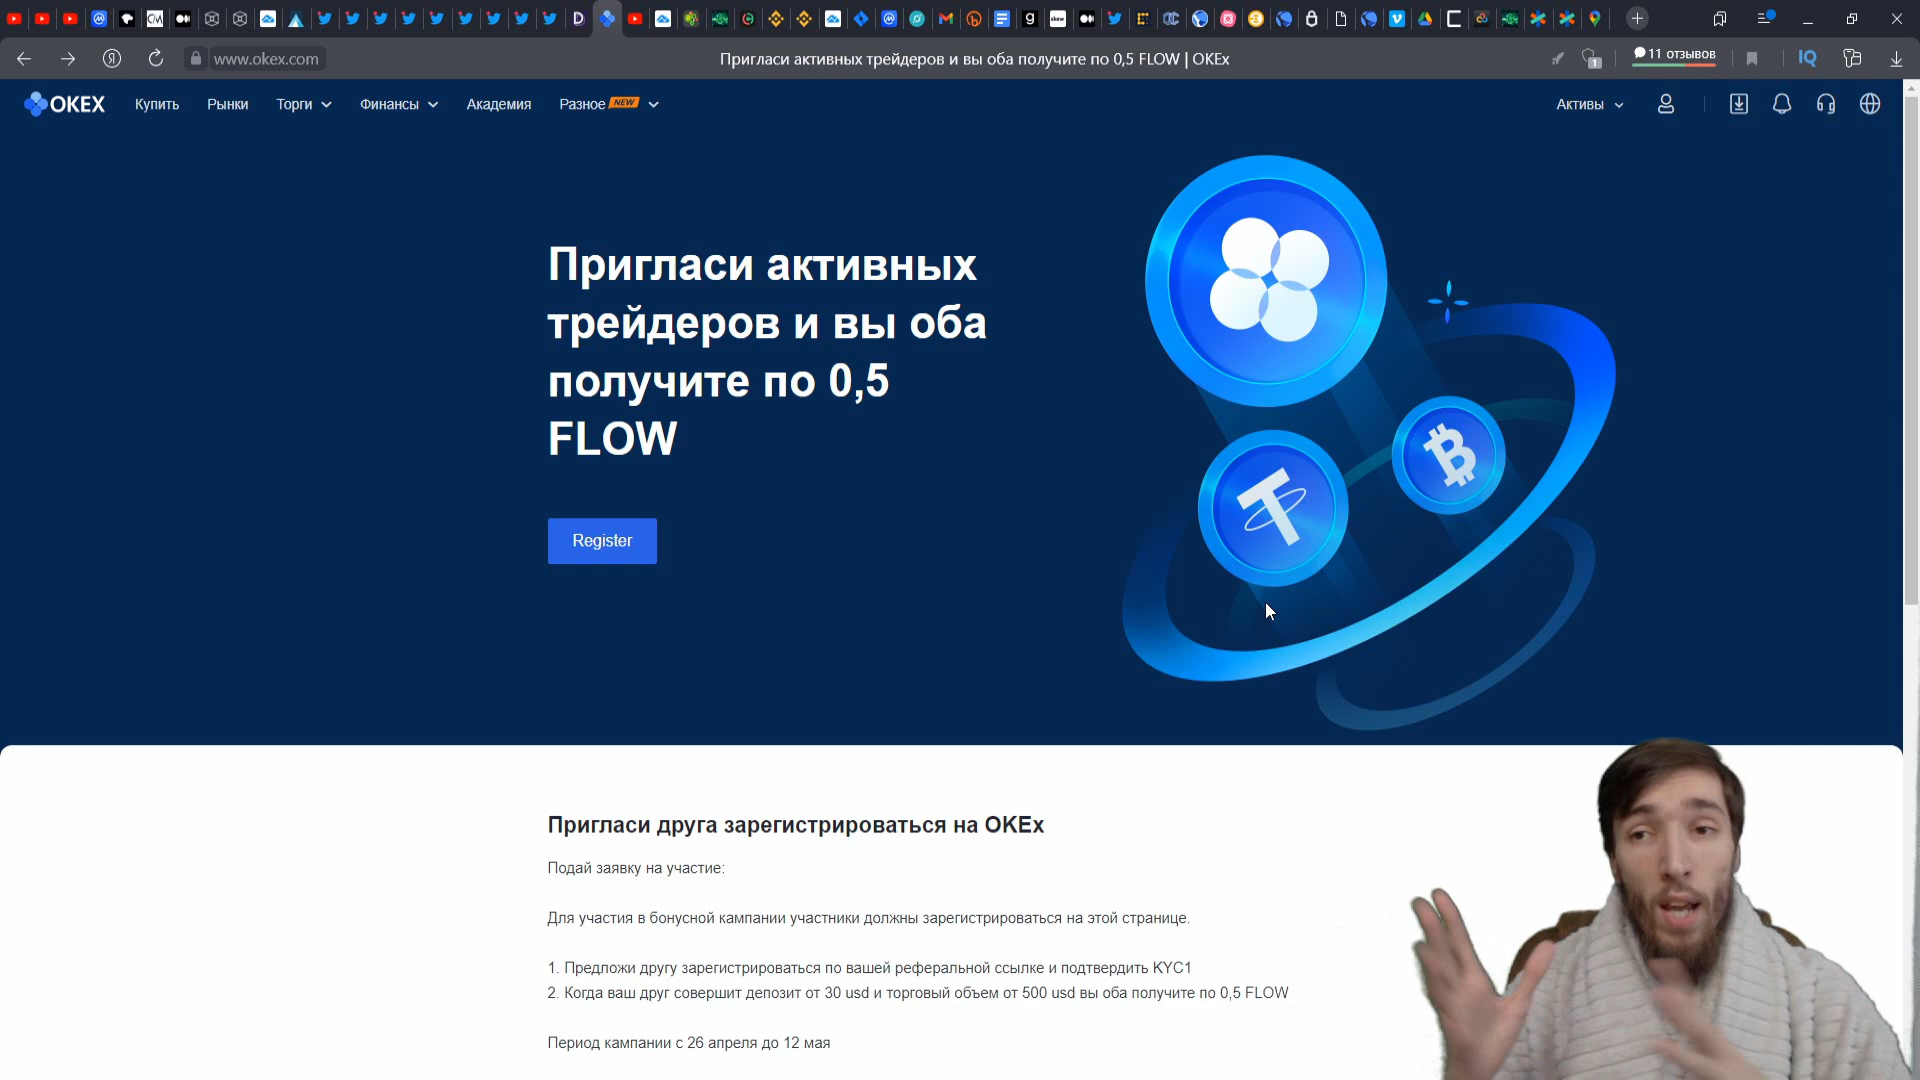 www.okex.com
Пригласи активных трейдеров и вы оба получите по 0,5 FLOW | OKEx
11 отзывов
OKEX
Купить
Рынки
Торги
Финансы
Академия
Разное NEW
Активы
Пригласи активных
трейдеров и вы оба
получите по 0,5
FLOW
Register
Пригласи друга зарегистрироваться на OKEx
Подай заявку на участие:
Для участия в бонусной кампании участники должны зарегистрироваться на этой странице.
1. Предложи другу зарегистрироваться по вашей реферальной ссылке и подтвердить KYC1
2. Когда ваш друг совершит депозит от 30 usd и торговый объем от 500 usd вы оба получите по 0,5 FLOW
Период кампании с 26 апреля до 12 мая